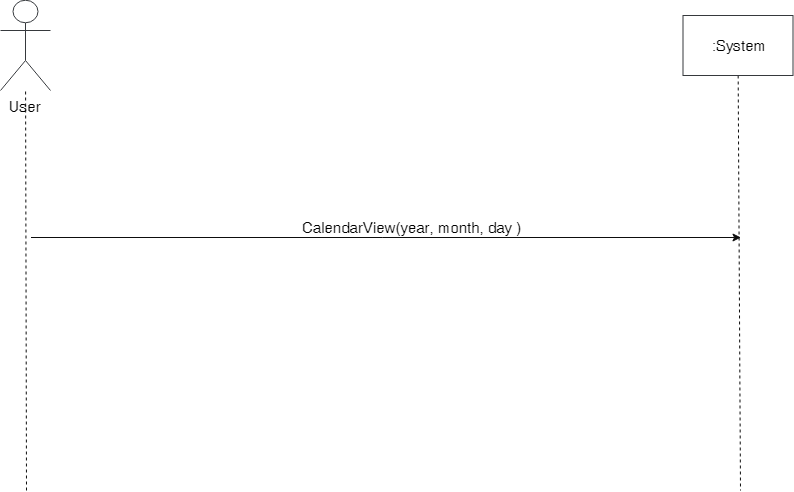 :System
User
CalendarView(year, month, day )